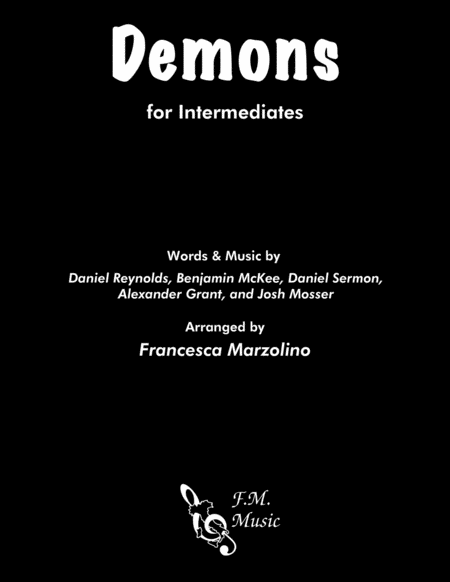 Demons
for Intermediates
Words & Music by
Daniel Reynolds, Benjamin McKee, Daniel Sermon,
Alexander Grant, and Josh Mosser
Arranged by
Francesca Marzolino
F.M.
Music